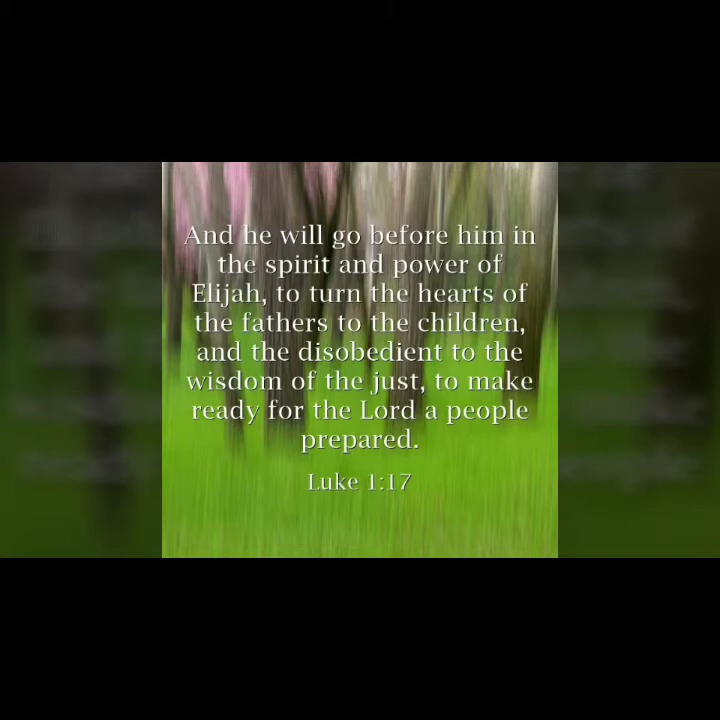 And he will go before him in
the spirit and power of
Elijah, to turn the hearts of
the fathers to the children,
and the disobedient to the
wisdom of the just, to make
ready for the Lord a people
prepared.
Luke 1:17